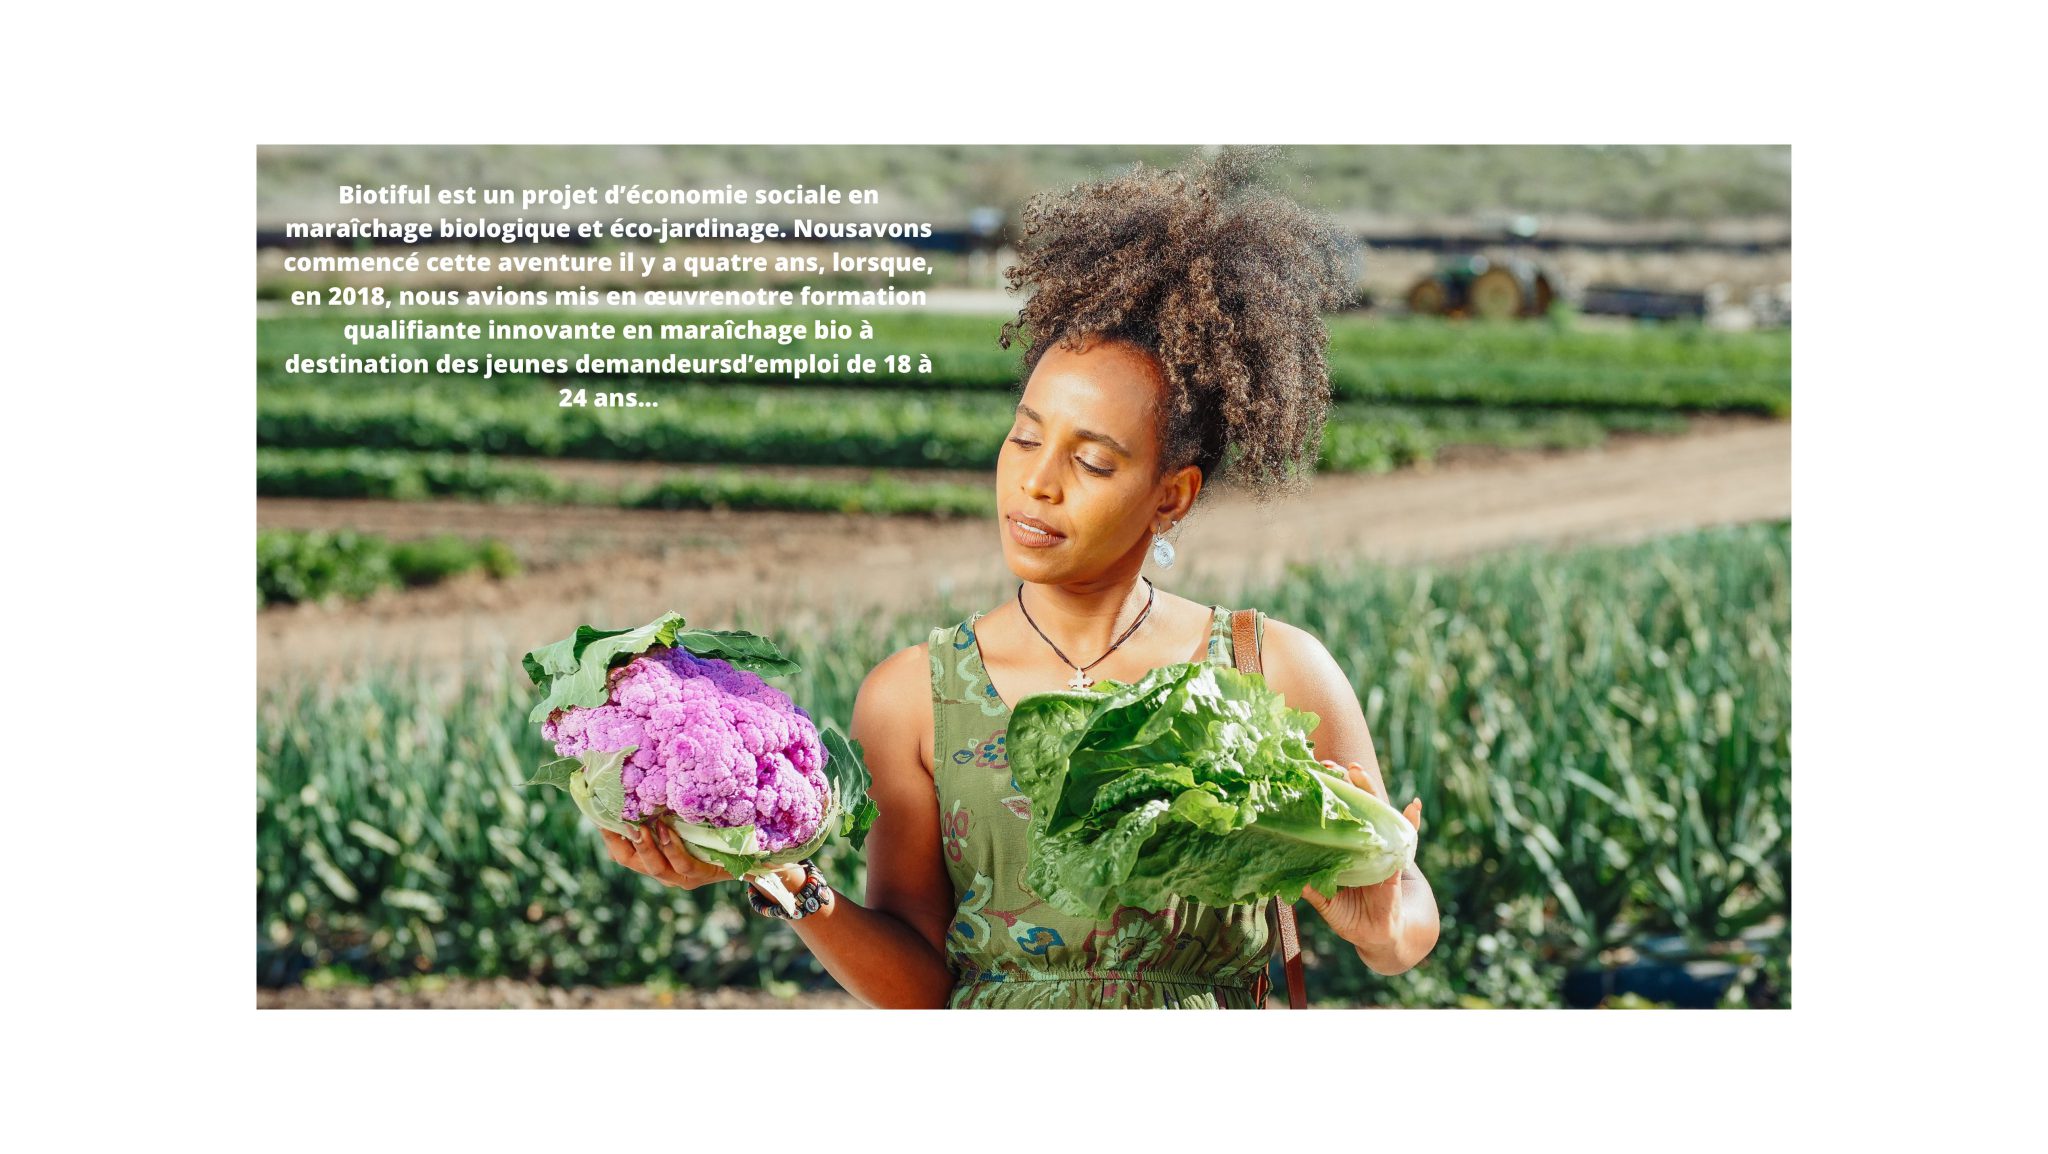 Biotiful est un projet d’économie sociale en
maraîchage biologique et éco-jardinage. Nousavons
commencé cette aventure il y a quatre ans, lorsque,
en 2018, nous avions mis en œuvrenotre formation
qualifiante innovante en maraîchage bio à
destination des jeunes demandeursd’emploi de 18 à
24 ans...